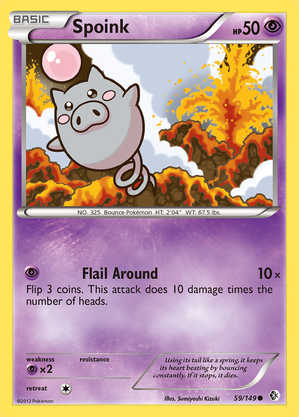 BASIC
Spoink
HP50
NO. 325 Bounce Pokémon HT: 2'04" WT: 67.5 lbs.
Flail Around 10×
Flip 3 coins. This attack does 10 damage times
the number of heads.
weakness
×2
resistance
retreat
Using its tail like a spring, it keeps
its heart beating by bouncing
constantly. If it stops, it dies.
©2012 Pokémon
Illus. Sumiyoshi Kizuki
59/149